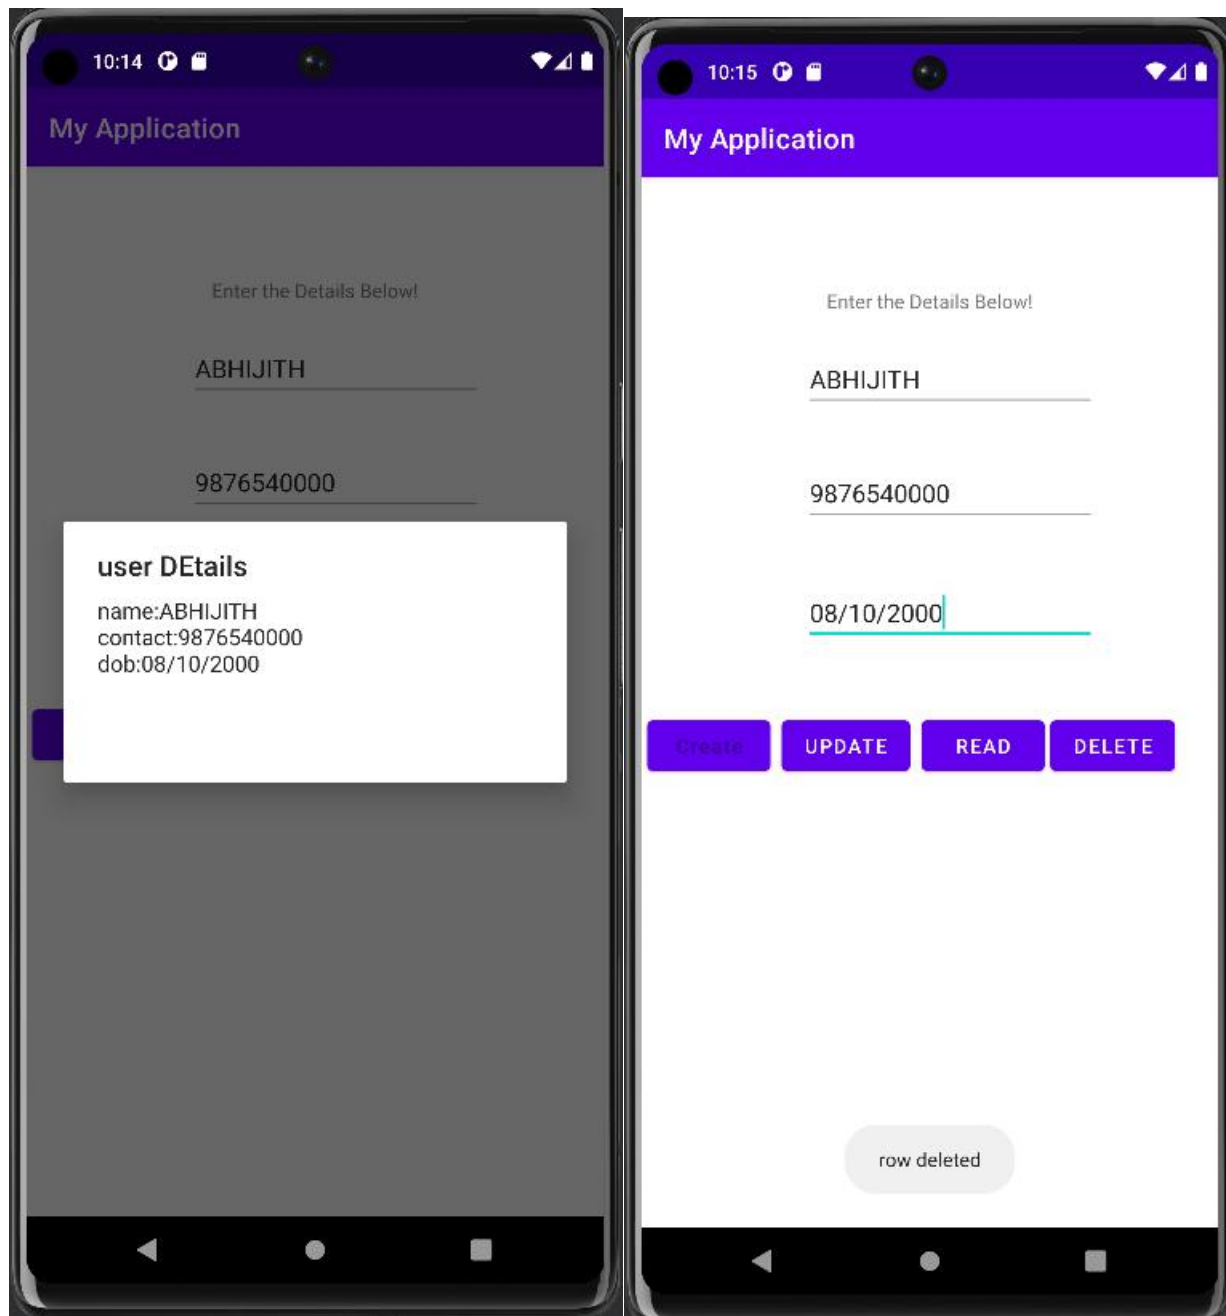 10:14
My Application
Enter the Details Below!
ABHIJITH
9876540000
user DEtails
name:ABHIJITH
contact:9876540000
dob:08/10/2000
10:15
My Application
Enter the Details Below!
ABHIJITH
9876540000
08/10/2000
Create UPDATE READ DELETE
row deleted